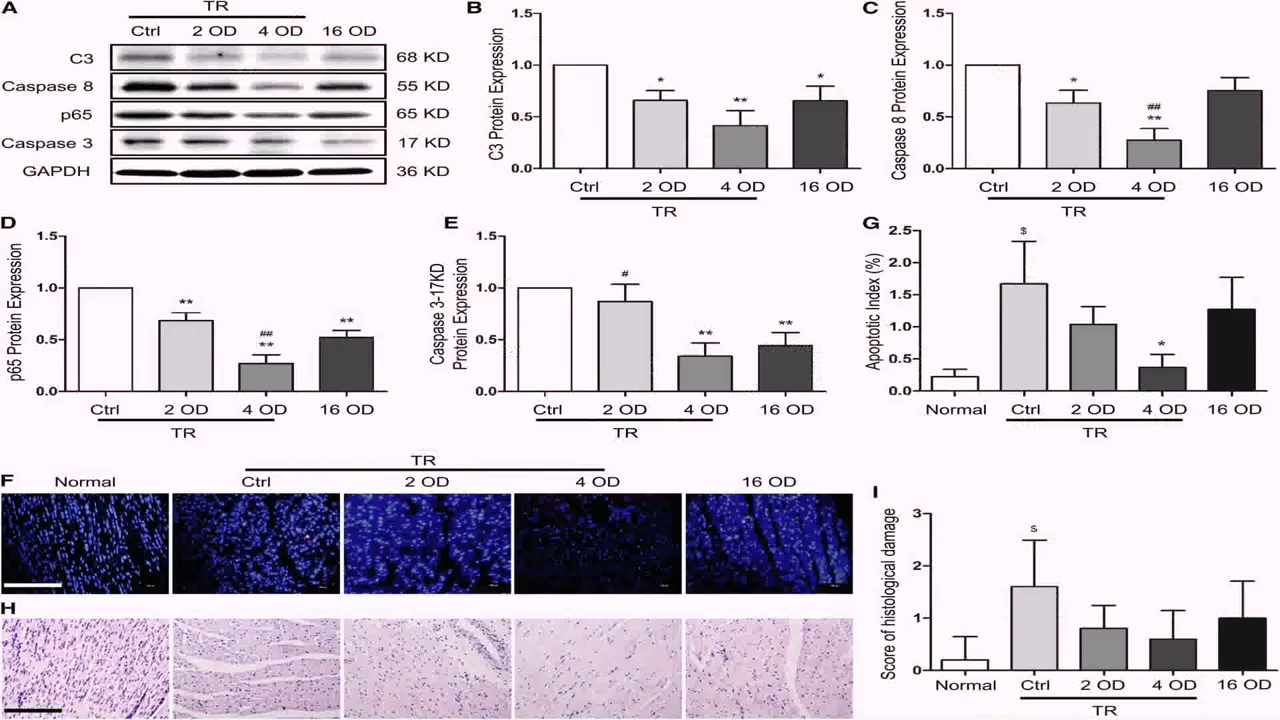 A
TR
Ctrl 2 OD 4 OD 16 OD
C3 68 KD
Caspase 8 55 KD
p65 65 KD
Caspase 3 17 KD
GAPDH 36 KD
B
C3 Protein Expression
1.5
1.0
0.5
0.0
*
**
*
Ctrl 2 OD 4 OD 16 OD
TR
C
Caspase 8 Protein Expression
1.5
1.0
0.5
0.0
*
##
**
Ctrl 2 OD 4 OD 16 OD
TR
D
p65 Protein Expression
1.5
1.0
0.5
0.0
**
##
**
**
Ctrl 2 OD 4 OD 16 OD
TR
E
Caspase 3-17KD
Protein Expression
1.5
1.0
0.5
0.0
#
**
**
Ctrl 2 OD 4 OD 16 OD
TR
G
Apoptotic Index (%)
2.5
2.0
1.5
1.0
0.5
0.0
$
*
Normal Ctrl 2 OD 4 OD 16 OD
TR
F
TR
Normal Ctrl 2 OD 4 OD 16 OD
H
I
Score of histological damage
3
2
1
0
$
Normal Ctrl 2 OD 4 OD 16 OD
TR